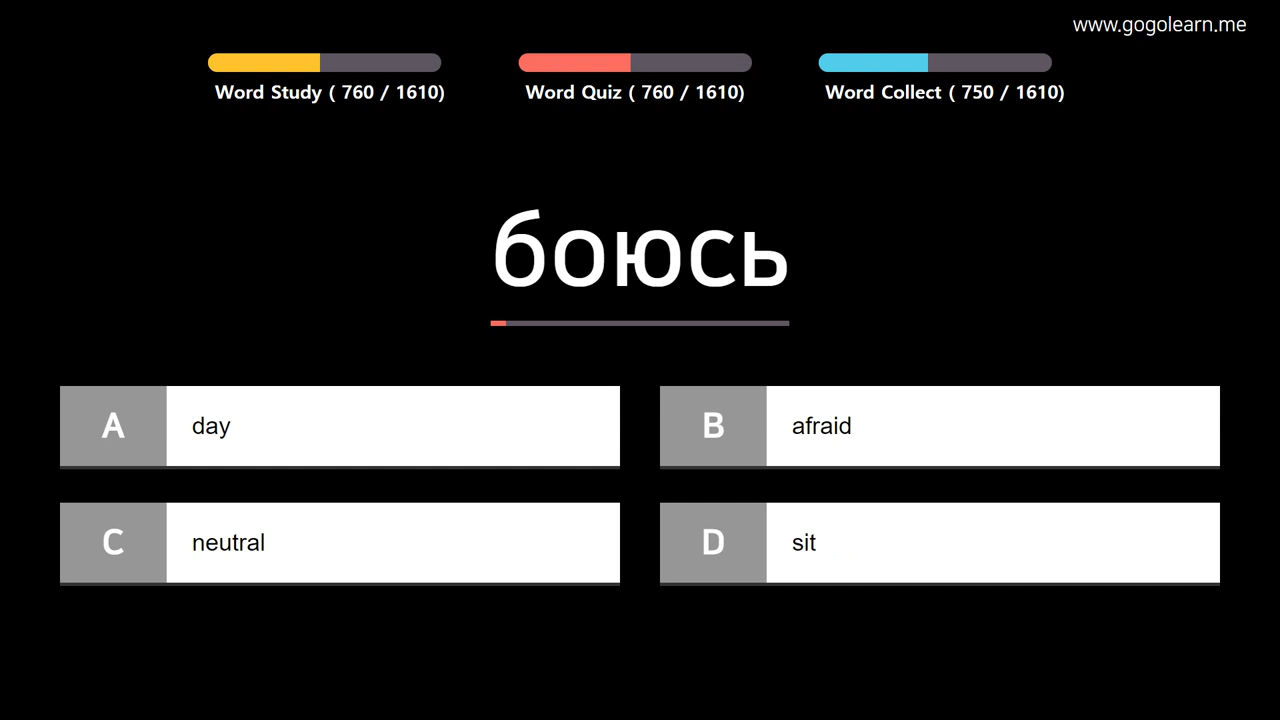 www.gogolearn.me
Word Study ( 760 / 1610)
Word Quiz ( 760 / 1610)
Word Collect ( 750 / 1610)
боюсь
A day
B afraid
C neutral
D sit